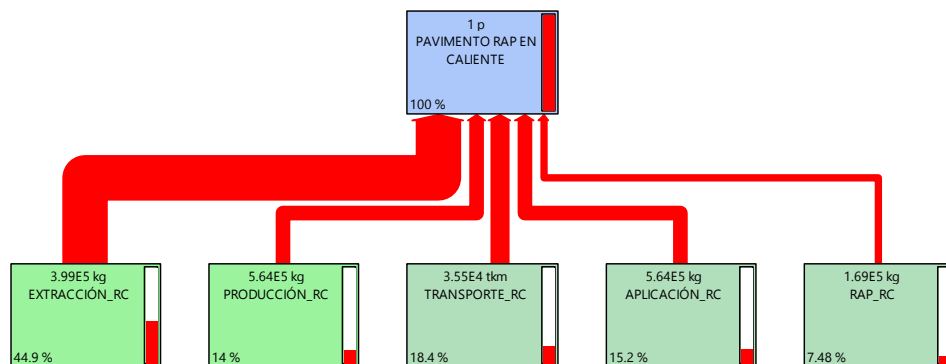 1 p
PAVIMENTO RAP EN
CALIENTE
100 %
3.99E5 kg
EXTRACCIÓN_RC
44.9 %
5.64E5 kg
PRODUCCIÓN_RC
14 %
3.55E4 tkm
TRANSPORTE_RC
18.4 %
5.64E5 kg
APLICACIÓN_RC
15.2 %
1.69E5 kg
RAP_RC
7.48 %